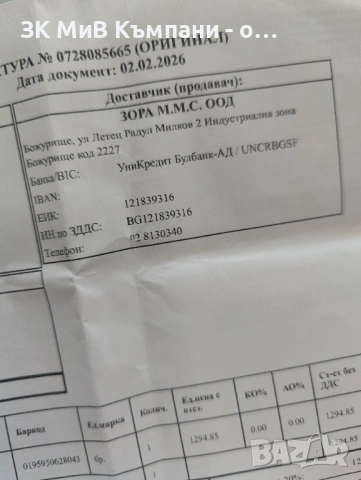 ЗК МиВ Къмпани - о...
КТУРА № 0728085665 (ОРИГИНАЛ)
Дата документ: 02.02.2026
Доставчик (продавач):
ЗОРА М.М.С. ООД
Божурище, ул Летец Радул Милков 2 Индустриална зона
Божурище код 2227
Банка/BIC: УниКредит Булбанк-АД / UNCRBGSF
IBAN:
ЕИК: 121839316
ИН по ЗДДС: BG121839316
Телефон: 02 8130340
Баркод Ед.мярка Колич. Ед.цена с отст. КО% АО% Ст-ст без ДДС
0195950628043 бр. 1 1294.85 0.00 0.00 1294.85
BAZAR